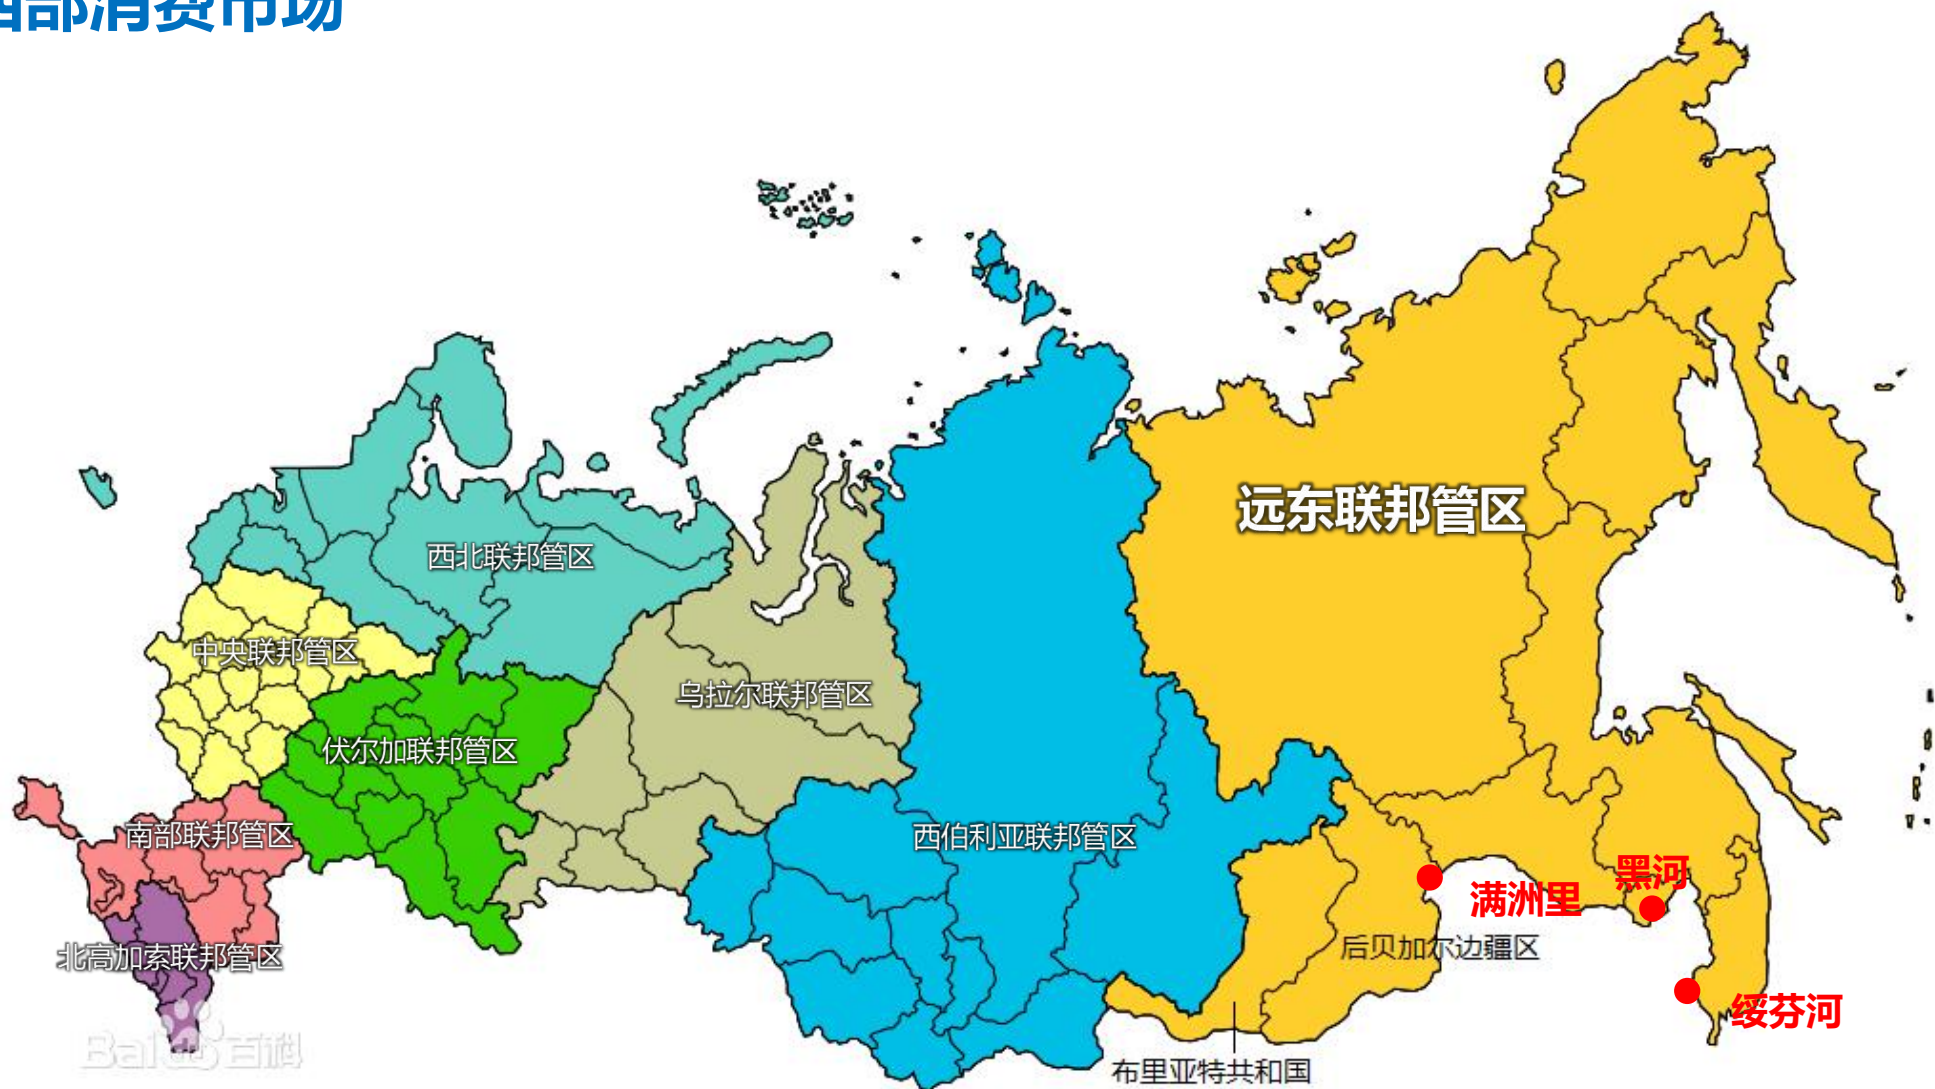 西部消费市场
远东联邦管区
西北联邦管区
中央联邦管区
乌拉尔联邦管区
伏尔加联邦管区
南部联邦管区
西伯利亚联邦管区
黑河
满洲里
后贝加尔边疆区
北高加索联邦管区
绥芬河
Bai 百科
布里亚特共和国